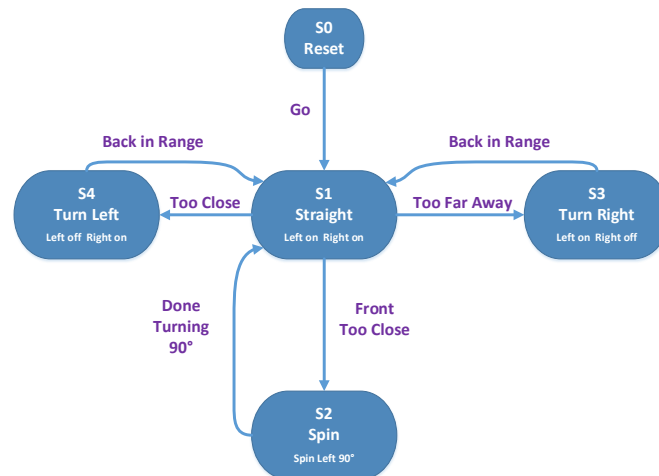 S0
Reset
Go
Back in Range
Back in Range
S4
Turn Left
Left off Right on
Too Close
S1
Straight
Left on Right on
Too Far Away
S3
Turn Right
Left on Right off
Done
Turning
90°
Front
Too Close
S2
Spin
Spin Left 90°